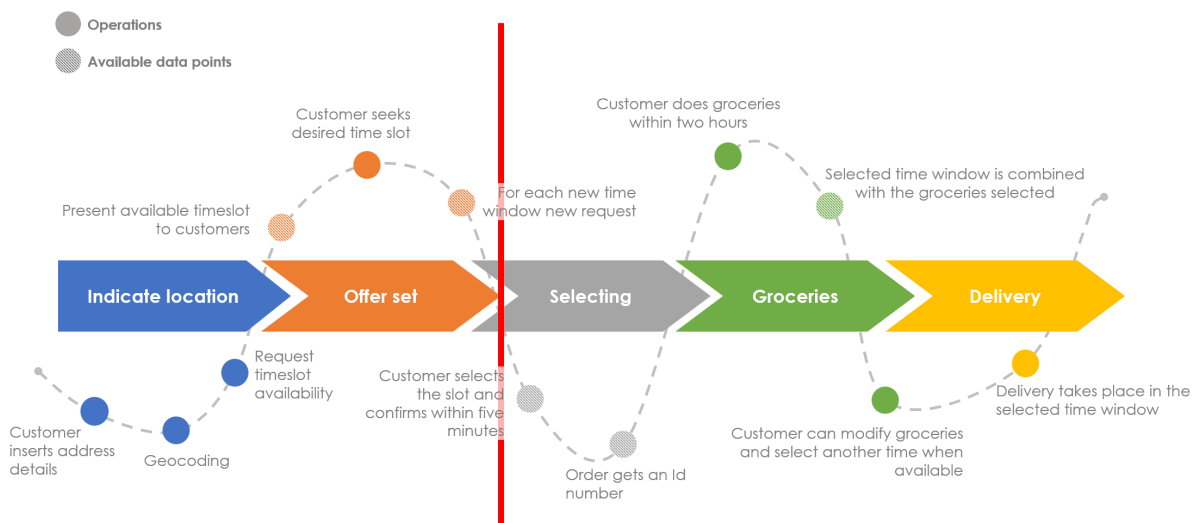 Operations
Available data points
Customer seeks
desired time slot
Customer does groceries
within two hours
Present available timeslot
to customers
For each new time
window new request
Selected time window is combined
with the groceries selected
Indicate location
Offer set
Selecting
Groceries
Delivery
Customer
inserts address
details
Geocoding
Request
timeslot
availability
Customer selects
the slot and
confirms within five
minutes
Order gets an Id
number
Customer can modify groceries
and select another time when
available
Delivery takes place in the
selected time window